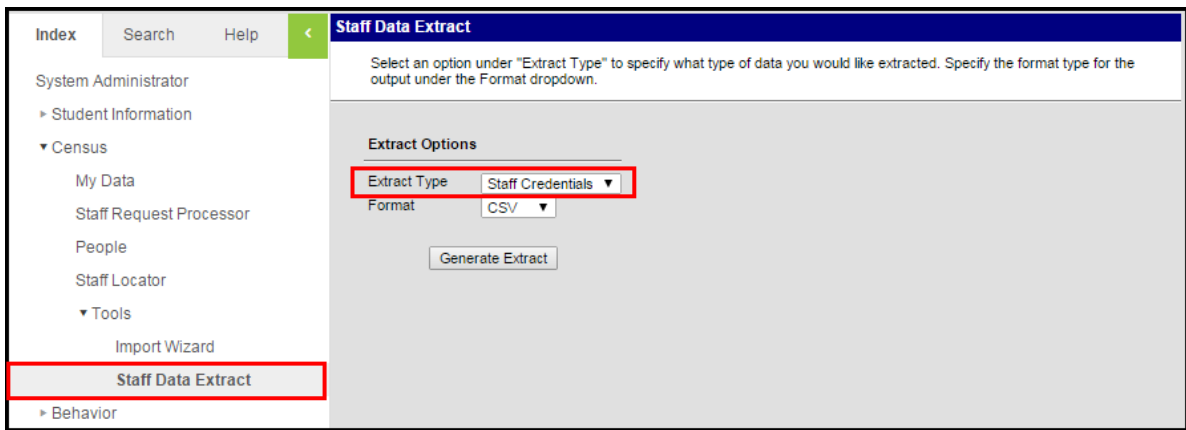 Index Search Help <
System Administrator
▸ Student Information
▾ Census
My Data
Staff Request Processor
People
Staff Locator
▾ Tools
Import Wizard
Staff Data Extract
▸ Behavior
Staff Data Extract
Select an option under "Extract Type" to specify what type of data you would like extracted. Specify the format type for the
output under the Format dropdown.
Extract Options
Extract Type Staff Credentials ▼
Format CSV ▼
Generate Extract